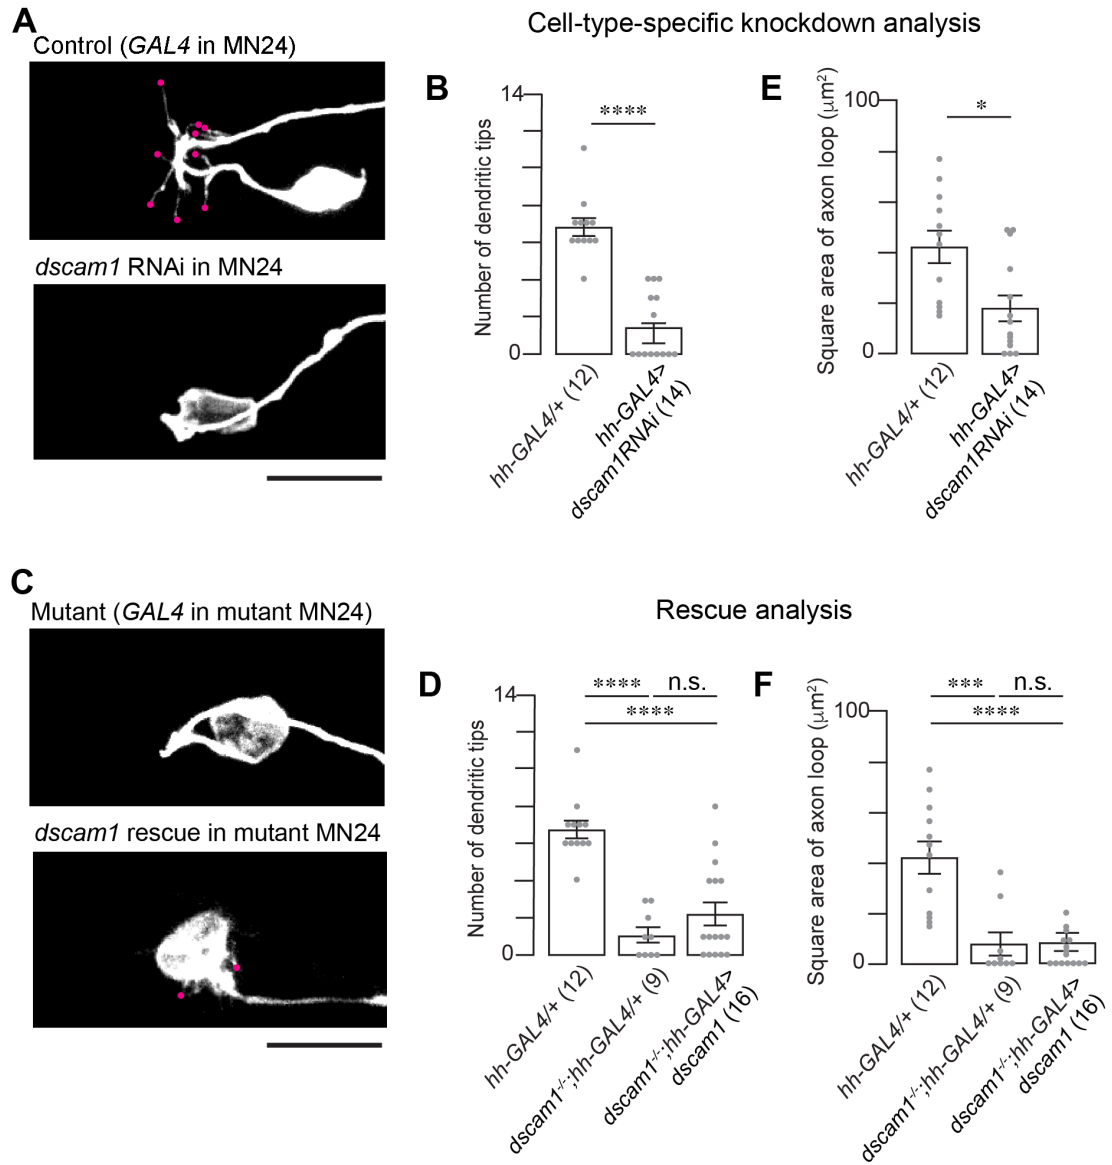 A
Control (GAL4 in MN24)
dscam1 RNAi in MN24
Cell-type-specific knockdown analysis
B
14
0
Number of dendritic tips
****
hh-GAL4/+ (12)
hh-GAL4>
dscam1RNAi (14)
E
100
0
Square area of axon loop (μm²)
*
hh-GAL4/+ (12)
hh-GAL4>
dscam1RNAi (14)
C
Mutant (GAL4 in mutant MN24)
dscam1 rescue in mutant MN24
Rescue analysis
D
14
0
Number of dendritic tips
**** n.s.
****
hh-GAL4/+ (12)
dscam1-/-;hh-GAL4/+ (9)
dscam1-/-;hh-GAL4>
dscam1 (16)
F
100
0
Square area of axon loop (μm²)
*** n.s.
****
hh-GAL4/+ (12)
dscam1-/-;hh-GAL4/+ (9)
dscam1-/-;hh-GAL4>
dscam1 (16)